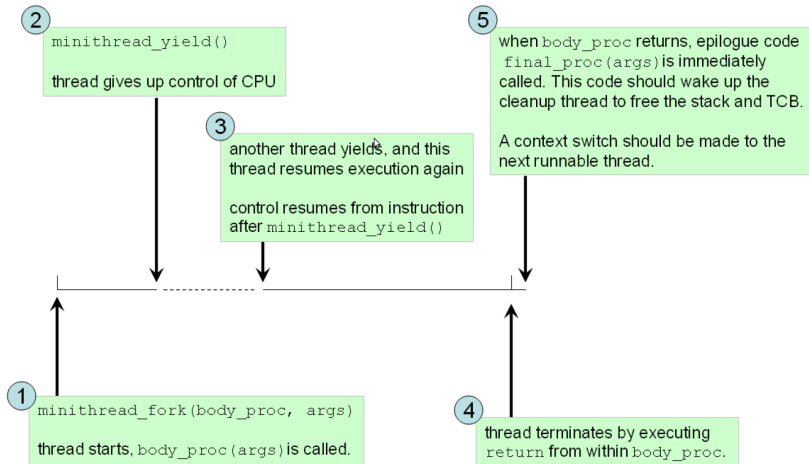 1
minithread_fork(body_proc, args)
thread starts, body_proc(args) is called.
2
minithread_yield()
thread gives up control of CPU
3
another thread yields, and this
thread resumes execution again
control resumes from instruction
after minithread_yield()
4
thread terminates by executing
return from within body_proc.
5
when body_proc returns, epilogue code
final_proc(args) is immediately
called. This code should wake up the
cleanup thread to free the stack and TCB.
A context switch should be made to the
next runnable thread.